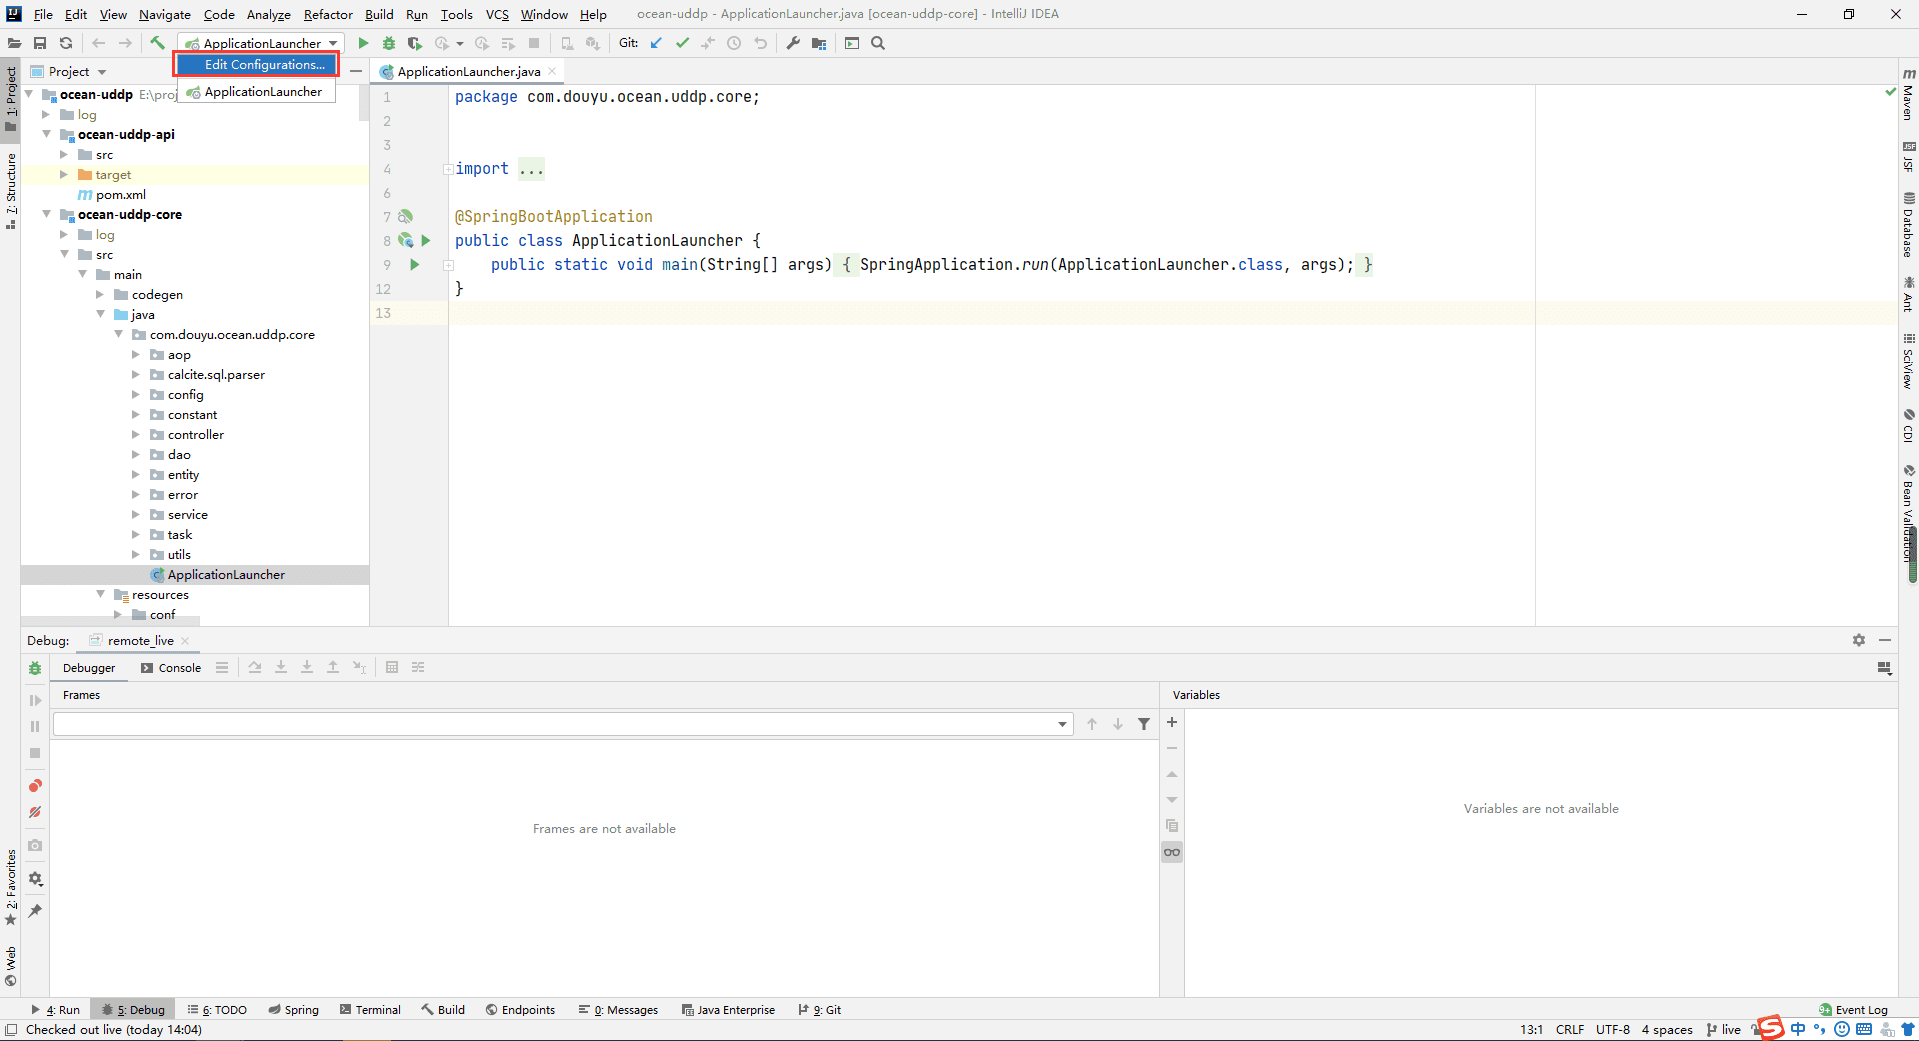 File Edit View Navigate Code Analyze Refactor Build Run Tools VCS Window Help ocean-uddp - ApplicationLauncher.java [ocean-uddp-core] - IntelliJ IDEA
ApplicationLauncher Git:
Edit Configurations...
ApplicationLauncher
Project
ApplicationLauncher.java
1: Project
7: Structure
2: Favorites
Web
ocean-uddp E:\proj
log
ocean-uddp-api
src
target
pom.xml
ocean-uddp-core
log
src
main
codegen
java
com.douyu.ocean.uddp.core
aop
calcite.sql.parser
config
constant
controller
dao
entity
error
service
task
utils
ApplicationLauncher
resources
conf
1 package com.douyu.ocean.uddp.core;
2
3
4 import ...
6
7 @SpringBootApplication
8 public class ApplicationLauncher {
9 public static void main(String[] args) { SpringApplication.run(ApplicationLauncher.class, args); }
12 }
13
Maven
JSF
Database
Ant
SciView
CDI
Bean Validation
Debug: remote_live
Debugger Console
Frames Variables
Frames are not available
Variables are not available
4: Run 5: Debug 6: TODO Spring Terminal Build Endpoints 0: Messages Java Enterprise 9: Git Event Log
Checked out live (today 14:04) 13:1 CRLF UTF-8 4 spaces live 中